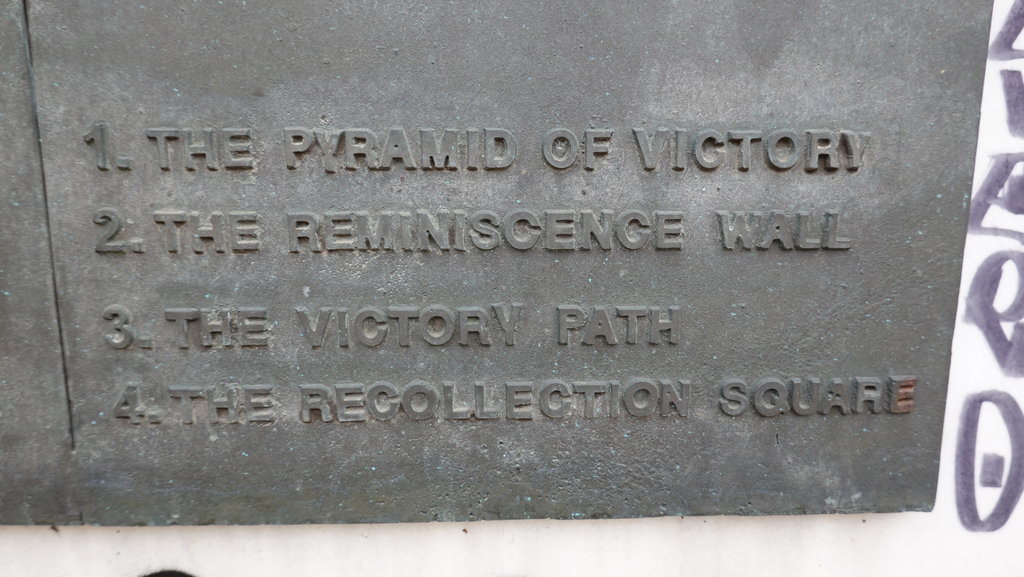 1. THE PYRAMID OF VICTORY
2. THE REMINISCENCE WALL
3. THE VICTORY PATH
4. THE RECOLLECTION SQUARE